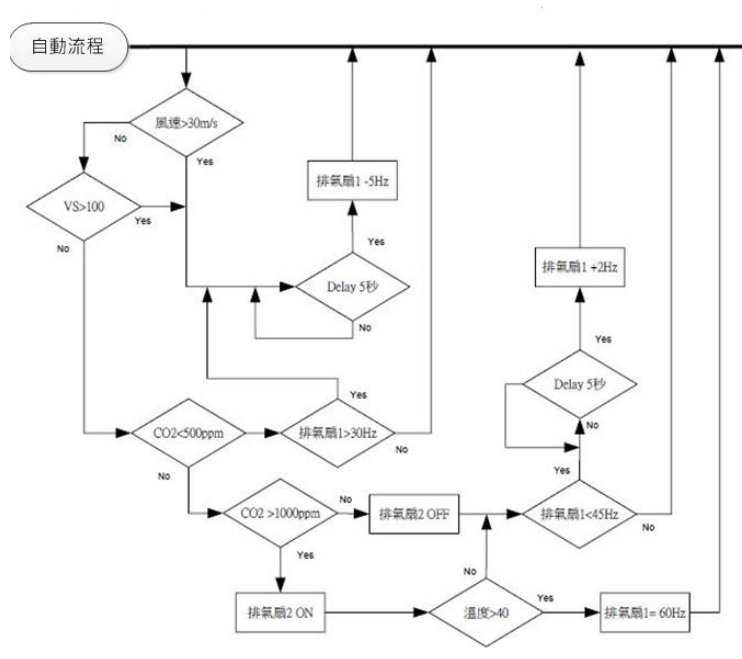 自動流程
風速>30m/s
No
Yes
VS>100
Yes
No
排氣扇1 -5Hz
Yes
Delay 5秒
No
排氣扇1 +2Hz
Yes
Delay 5秒
No
Yes
CO2<500ppm
No
Yes
排氣扇1>30Hz
No
CO2 >1000ppm
No
Yes
排氣扇2 OFF
排氣扇1<45Hz
No
排氣扇2 ON
No
溫度>40
Yes
排氣扇1= 60Hz